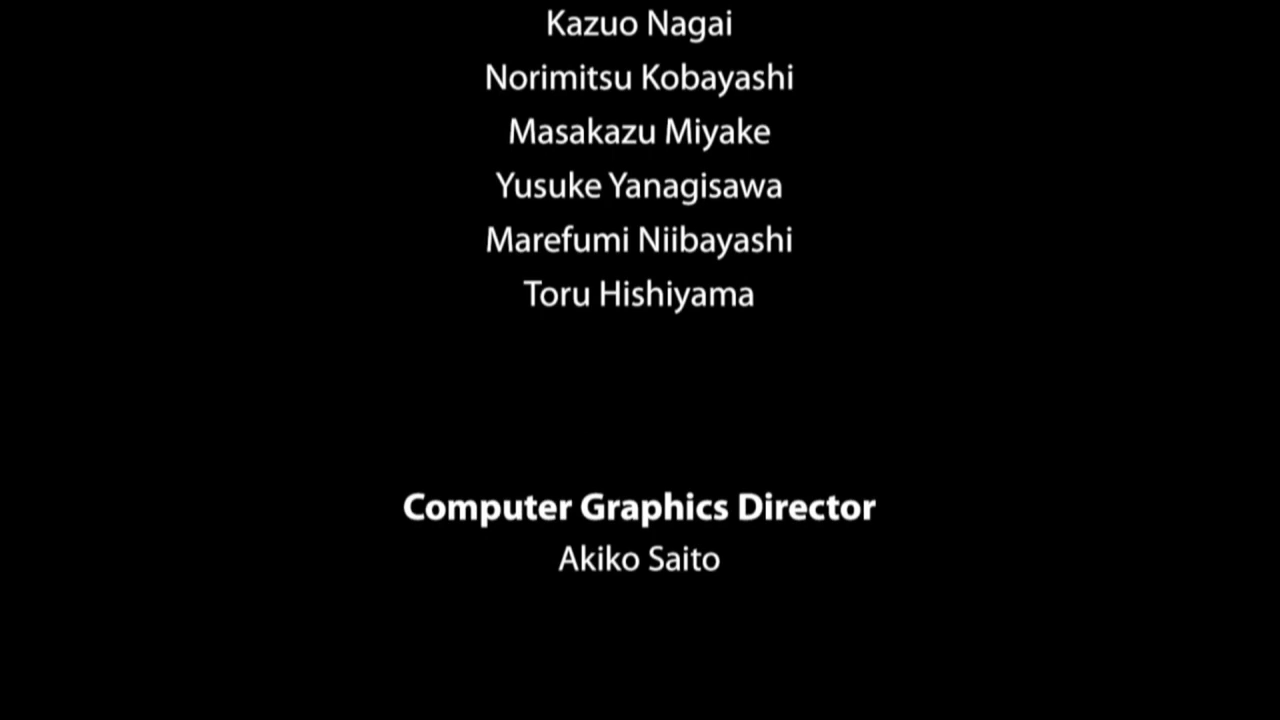 Kazuo Nagai
Norimitsu Kobayashi
Masakazu Miyake
Yusuke Yanagisawa
Marefumi Niibayashi
Toru Hishiyama
Computer Graphics Director
Akiko Saito